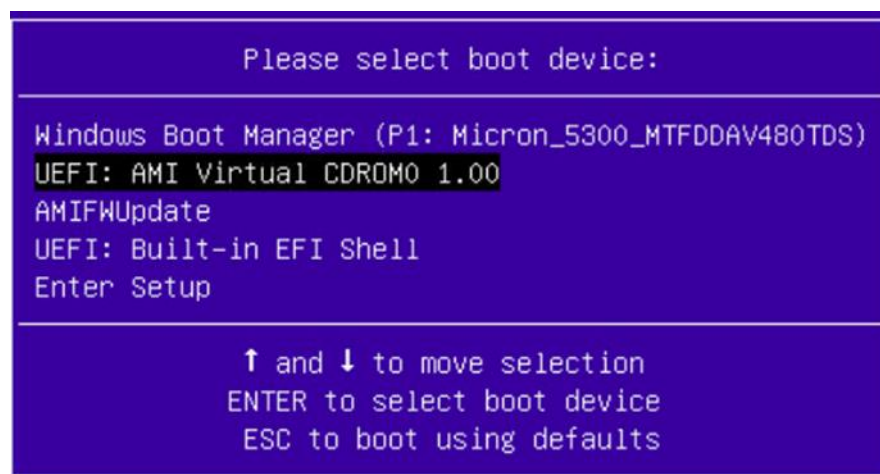 Please select boot device:
Windows Boot Manager (P1: Micron_5300_MTFDDAV480TDS)
UEFI: AMI Virtual CDROM0 1.00
AMIFWUpdate
UEFI: Built-in EFI Shell
Enter Setup
↑ and ↓ to move selection
ENTER to select boot device
ESC to boot using defaults